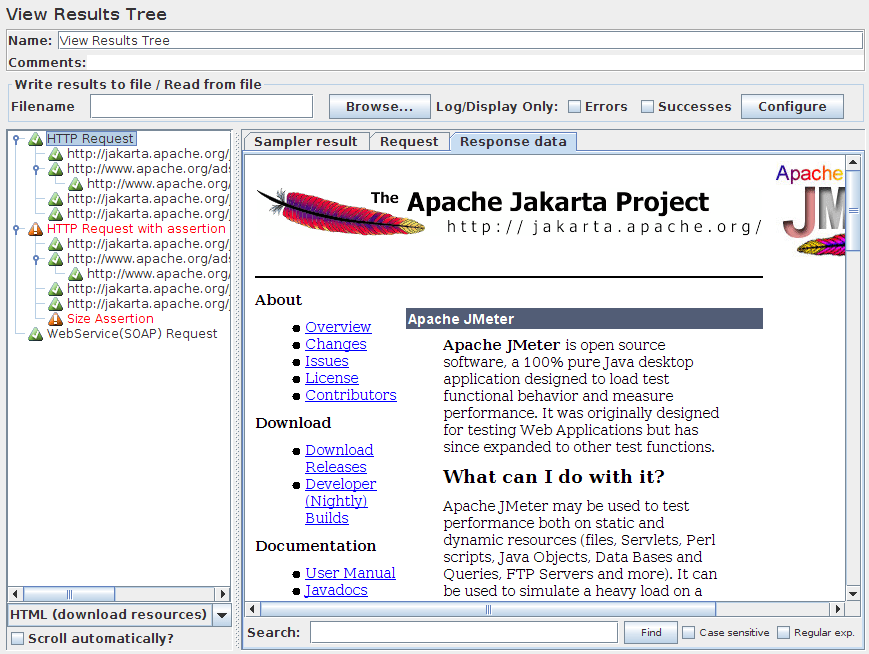 View Results Tree
Name: View Results Tree
Comments:
Write results to file / Read from file
Filename Browse... Log/Display Only: Errors Successes Configure
HTTP Request
http://jakarta.apache.org/
http://www.apache.org/ad
http://www.apache.org/
http://jakarta.apache.org/
http://jakarta.apache.org/
HTTP Request with assertion
http://jakarta.apache.org/
http://www.apache.org/ad
http://www.apache.org/
http://jakarta.apache.org/
http://jakarta.apache.org/
Size Assertion
WebService(SOAP) Request
HTML (download resources)
Scroll automatically?
Sampler result Request Response data
The Apache Jakarta Project
http://jakarta.apache.org/
Apache
JM
About
Overview
Changes
Issues
License
Contributors
Download
Download
Releases
Developer
(Nightly)
Builds
Documentation
User Manual
Javadocs
Apache JMeter
Apache JMeter is open source
software, a 100% pure Java desktop
application designed to load test
functional behavior and measure
performance. It was originally designed
for testing Web Applications but has
since expanded to other test functions.
What can I do with it?
Apache JMeter may be used to test
performance both on static and
dynamic resources (files, Servlets, Perl
scripts, Java Objects, Data Bases and
Queries, FTP Servers and more). It can
be used to simulate a heavy load on a
Search: Find Case sensitive Regular exp.